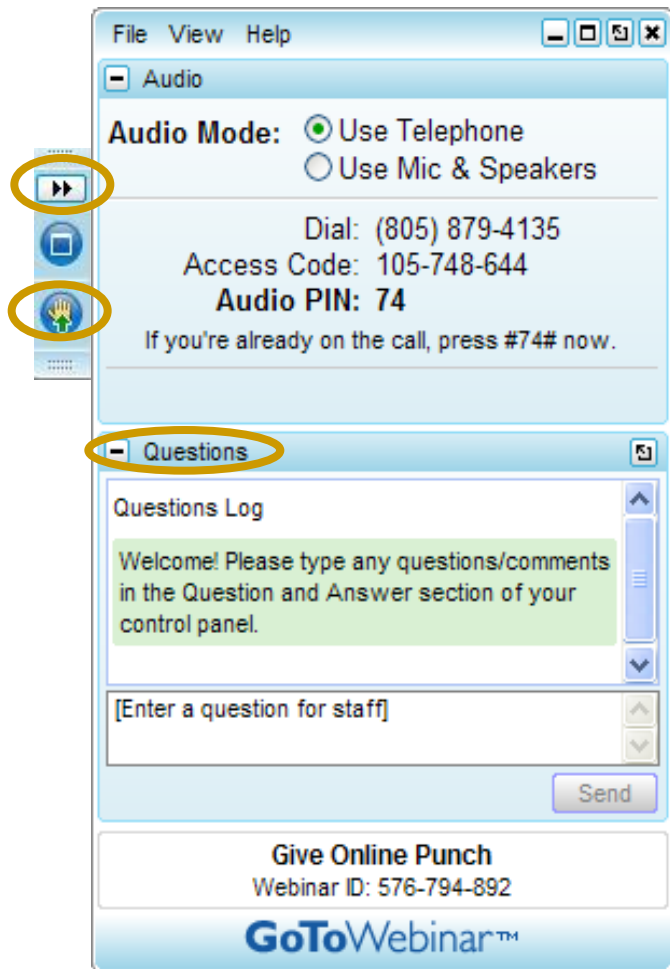 File View Help
Audio
Audio Mode: Use Telephone
Use Mic & Speakers
Dial: (805) 879-4135
Access Code: 105-748-644
Audio PIN: 74
If you're already on the call, press #74# now.
Questions
Questions Log
Welcome! Please type any questions/comments
in the Question and Answer section of your
control panel.
[Enter a question for staff]
Send
Give Online Punch
Webinar ID: 576-794-892
GoToWebinar™